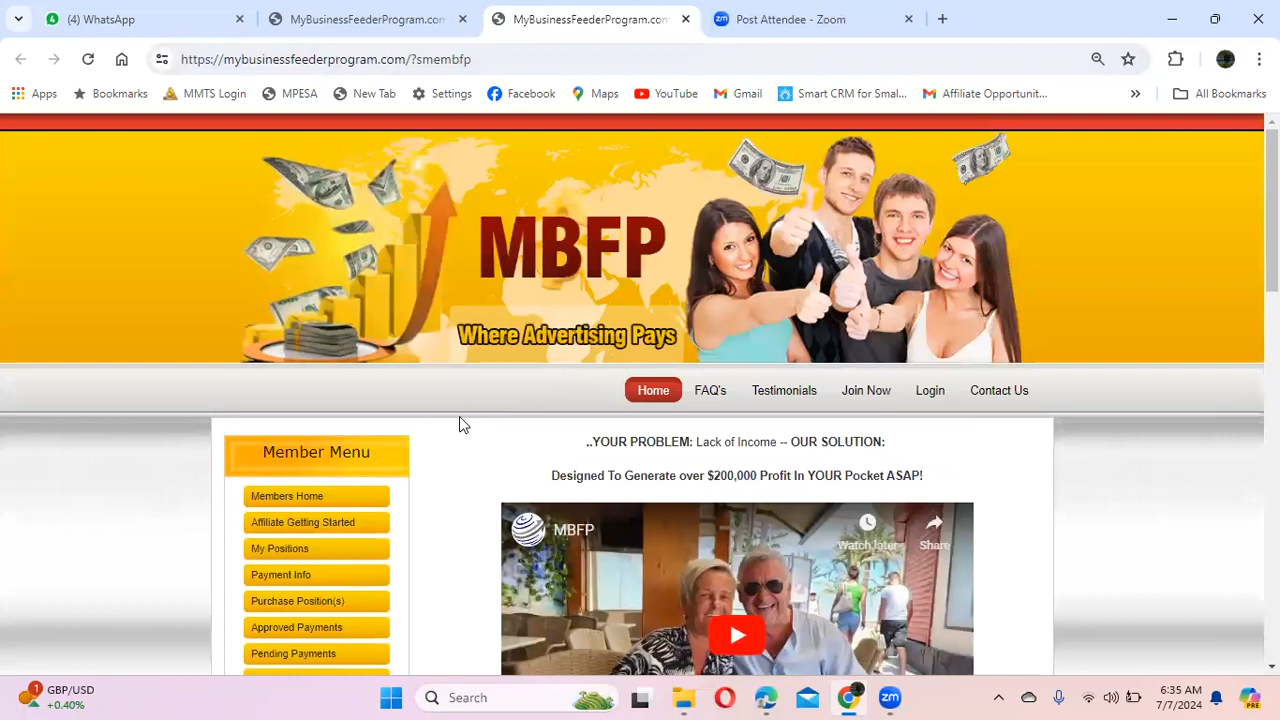 (4) WhatsApp
MyBusinessFeederProgram.com
MyBusinessFeederProgram.com
zm Post Attendee - Zoom
https://mybusinessfeederprogram.com/?smembfp
Apps Bookmarks MMTS Login MPESA New Tab Settings Facebook Maps YouTube Gmail Smart CRM for Smal... Affiliate Opportunit... » All Bookmarks
MBFP
Where Advertising Pays
Home FAQ's Testimonials Join Now Login Contact Us
Member Menu
Members Home
Affiliate Getting Started
My Positions
Payment Info
Purchase Position(s)
Approved Payments
Pending Payments
..YOUR PROBLEM: Lack of Income -- OUR SOLUTION:
Designed To Generate over $200,000 Profit In YOUR Pocket ASAP!
MBFP
Watch later Share
1 GBP/USD
+0.40%
Search
zm
6:35 AM
7/7/2024
PRE